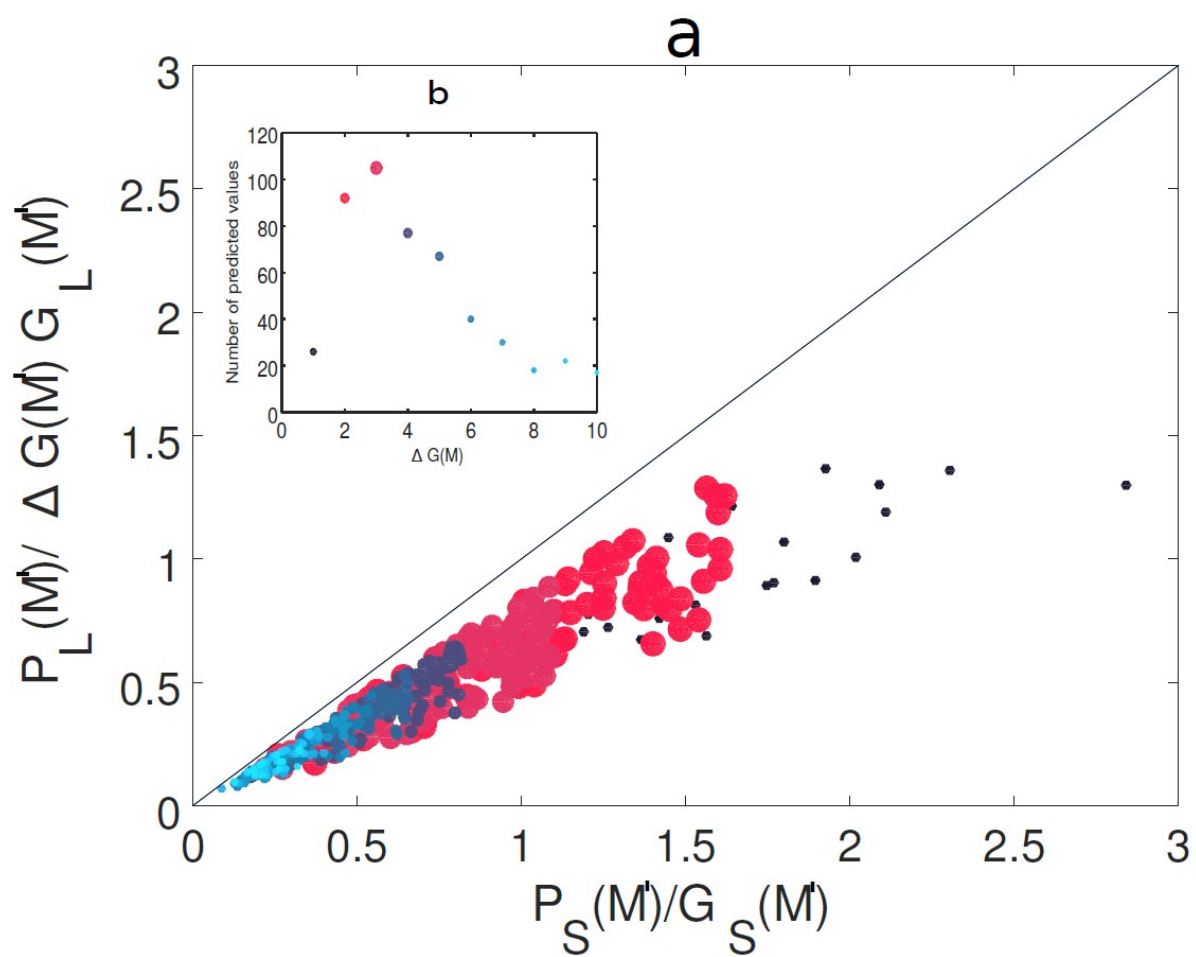 a
b
3
2.5
2
1.5
1
0.5
0
P_L(M')/ Δ G(M') G_L(M')
120
100
80
60
40
20
0
Number of predicted values
0 2 4 6 8 10
Δ G(M)
0 0.5 1 1.5 2 2.5 3
P_S(M')/G_S(M')